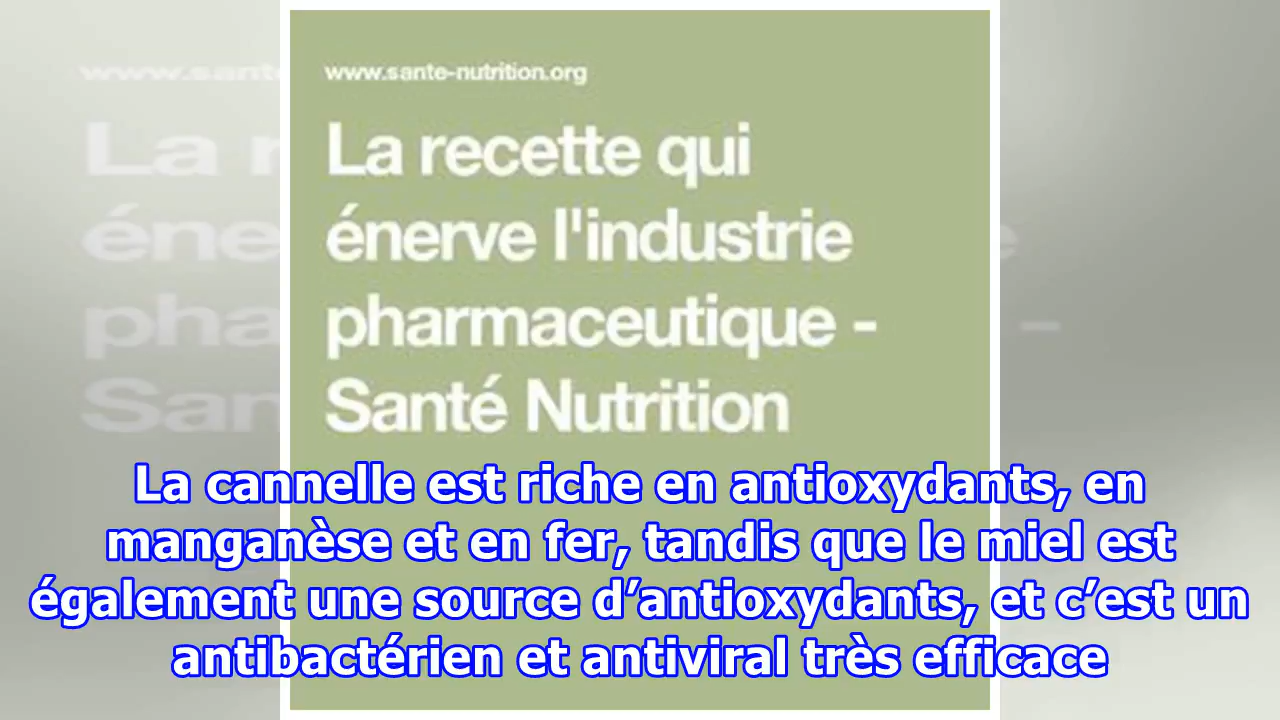 www.sante-nutrition.org
La recette qui
énerve l'industrie
pharmaceutique -
Santé Nutrition
La cannelle est riche en antioxydants, en
manganèse et en fer, tandis que le miel est
également une source d’antioxydants, et c’est un
antibactérien et antiviral très efficace